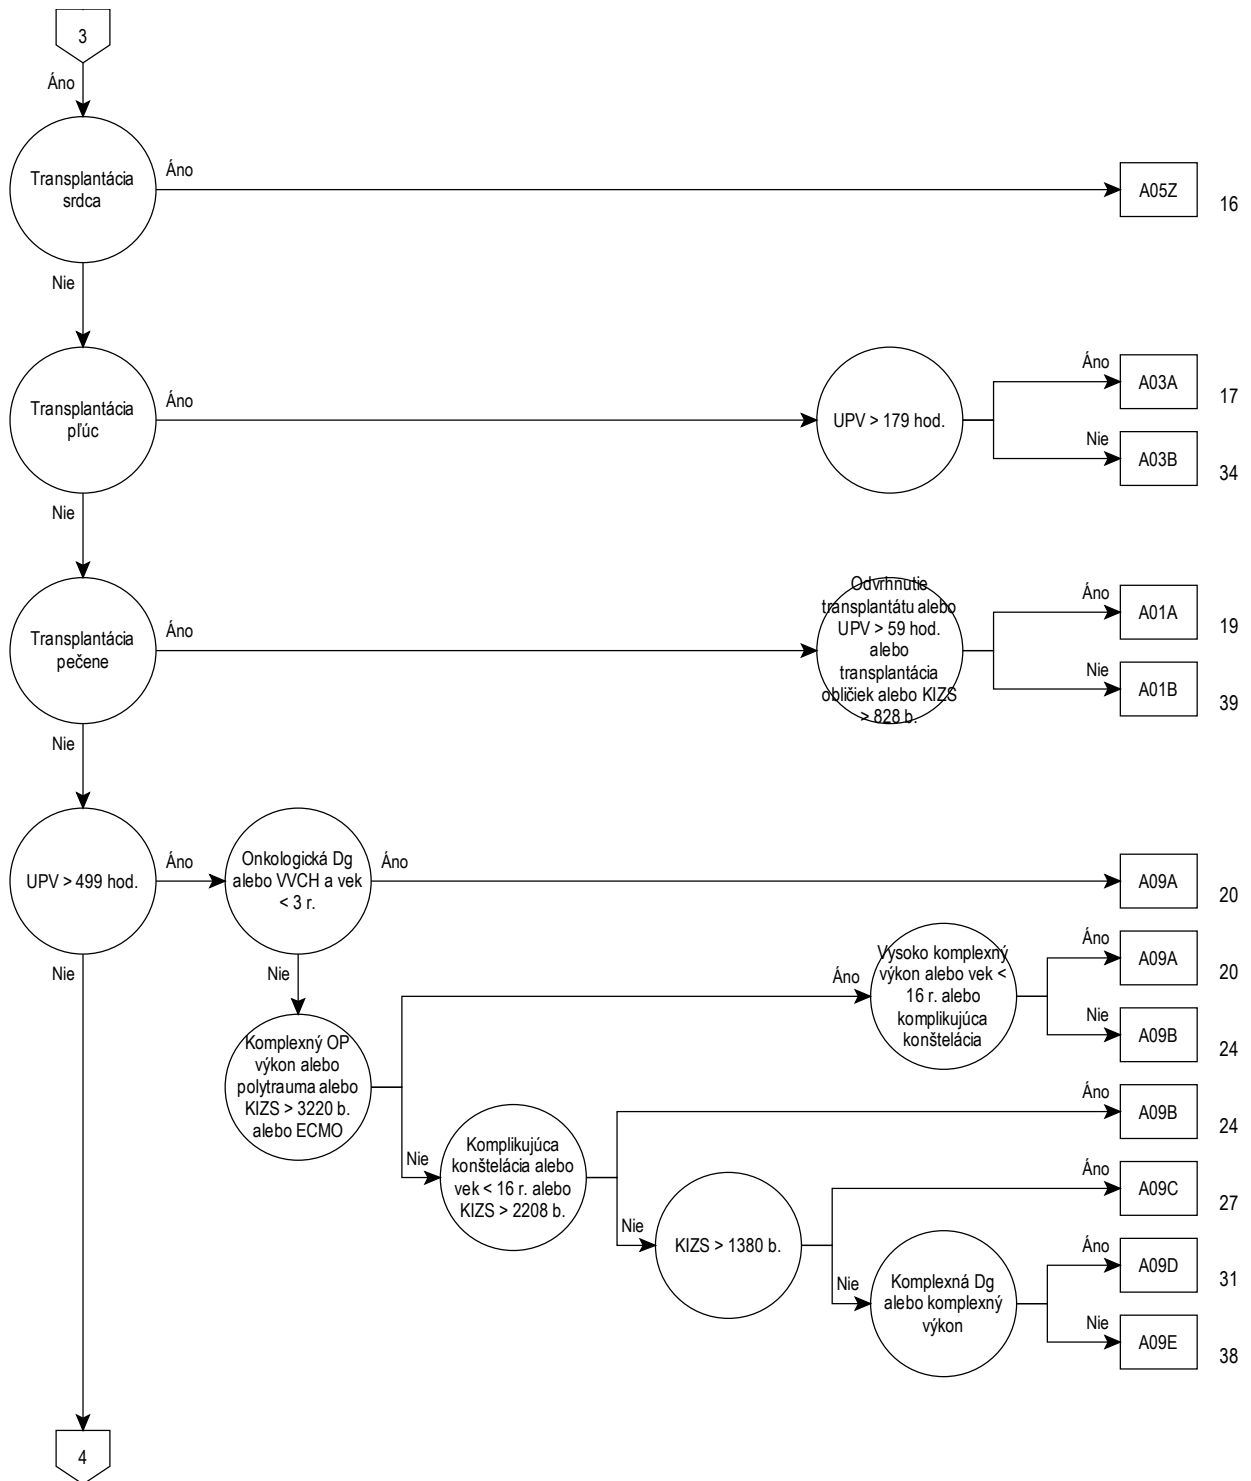 3
Áno
Transplantácia
srdca
Áno
A05Z
16
Nie
Transplantácia
pľúc
Áno
UPV > 179 hod.
Áno
A03A
17
Nie
A03B
34
Nie
Transplantácia
pečene
Áno
Odvrhnutie
transplantátu alebo
UPV > 59 hod.
alebo
transplantácia
obličiek alebo KIZS
> 828 b.
Áno
A01A
19
Nie
A01B
39
Nie
UPV > 499 hod.
Áno
Onkologická Dg
alebo VVCH a vek
< 3 r.
Áno
A09A
20
Nie
Nie
Komplexný OP
výkon alebo
polytrauma alebo
KIZS > 3220 b.
alebo ECMO
Áno
Vysoko komplexný
výkon alebo vek <
16 r. alebo
komplikujúca
konštelácia
Áno
A09A
20
Nie
A09B
24
Nie
Komplikujúca
konštelácia alebo
vek < 16 r. alebo
KIZS > 2208 b.
Áno
A09B
24
Nie
KIZS > 1380 b.
Áno
A09C
27
Nie
Komplexná Dg
alebo komplexný
výkon
Áno
A09D
31
Nie
A09E
38
4